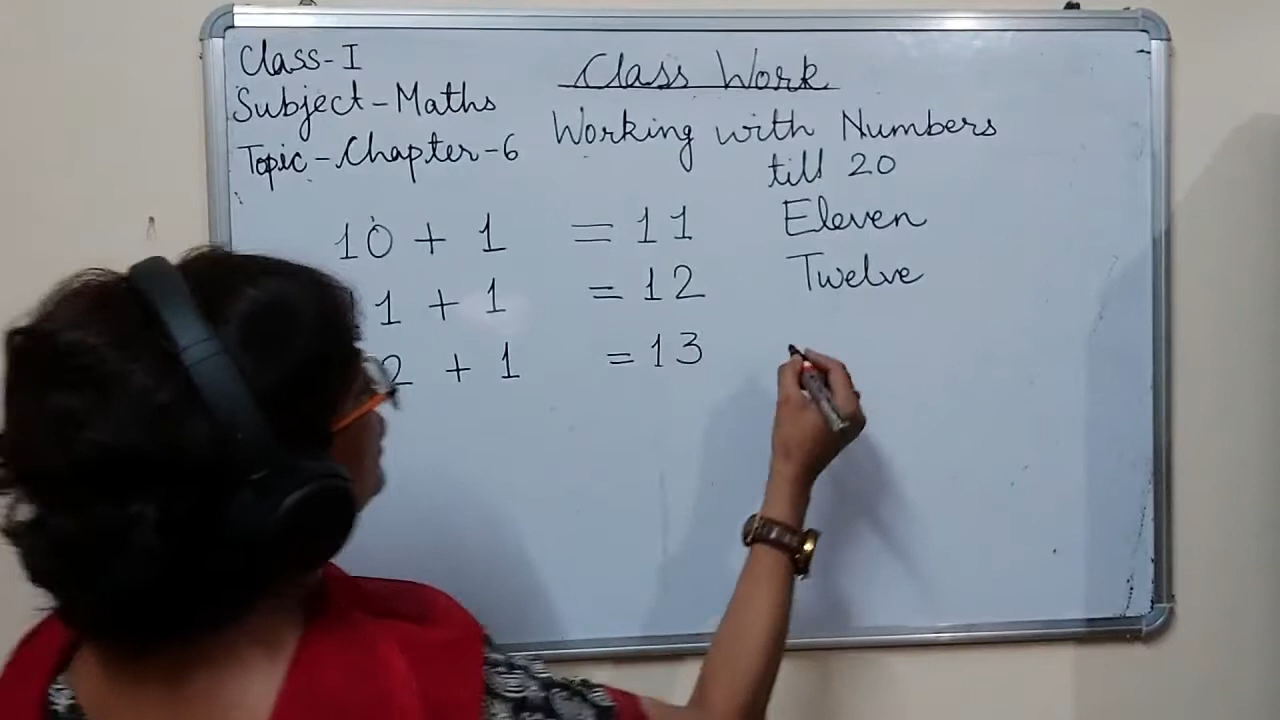 Class-I
Class Work
Subject-Maths
Topic-Chapter-6 Working with Numbers
till 20
10 + 1 = 11 Eleven
1 + 1 = 12 Twelve
2 + 1 = 13